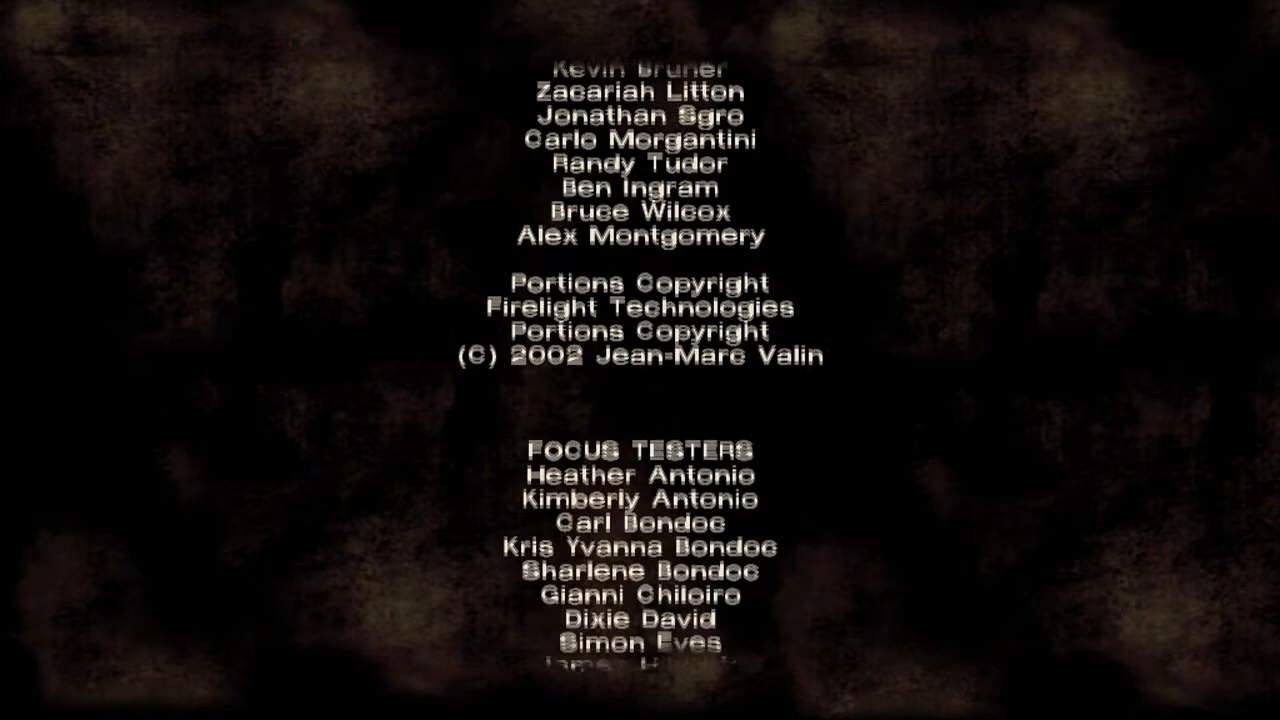 Kevin Bruner
Zacariah Litton
Jonathan Sgro
Carlo Morgantini
Randy Tudor
Ben Ingram
Bruce Wilcox
Alex Montgomery
Portions Copyright
Firelight Technologies
Portions Copyright
(C) 2002 Jean-Marc Valin
FOCUS TESTERS
Heather Antonio
Kimberly Antonio
Carl Bondoc
Kris Yvanna Bondoc
Sharlene Bondoc
Gianni Chiloiro
Dixie David
Simon Eves